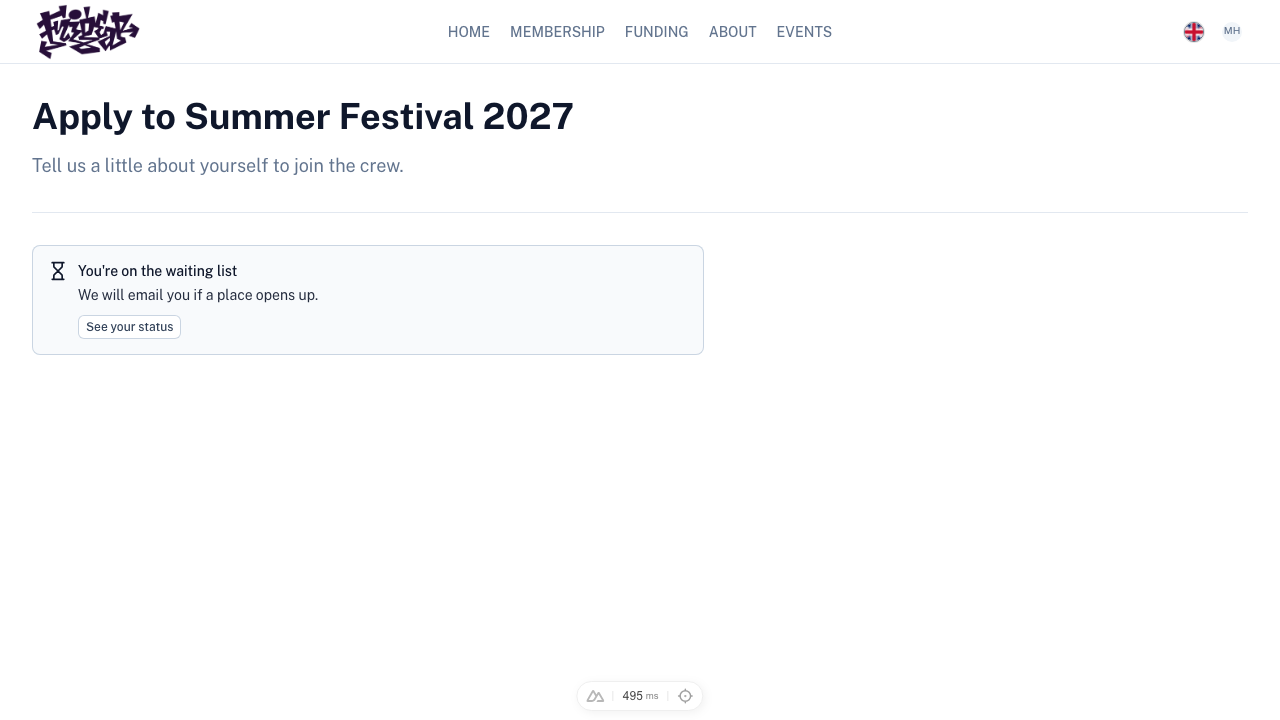 HOME MEMBERSHIP FUNDING ABOUT EVENTS MH
Apply to Summer Festival 2027
Tell us a little about yourself to join the crew.
You're on the waiting list
We will email you if a place opens up.
See your status
495 ms